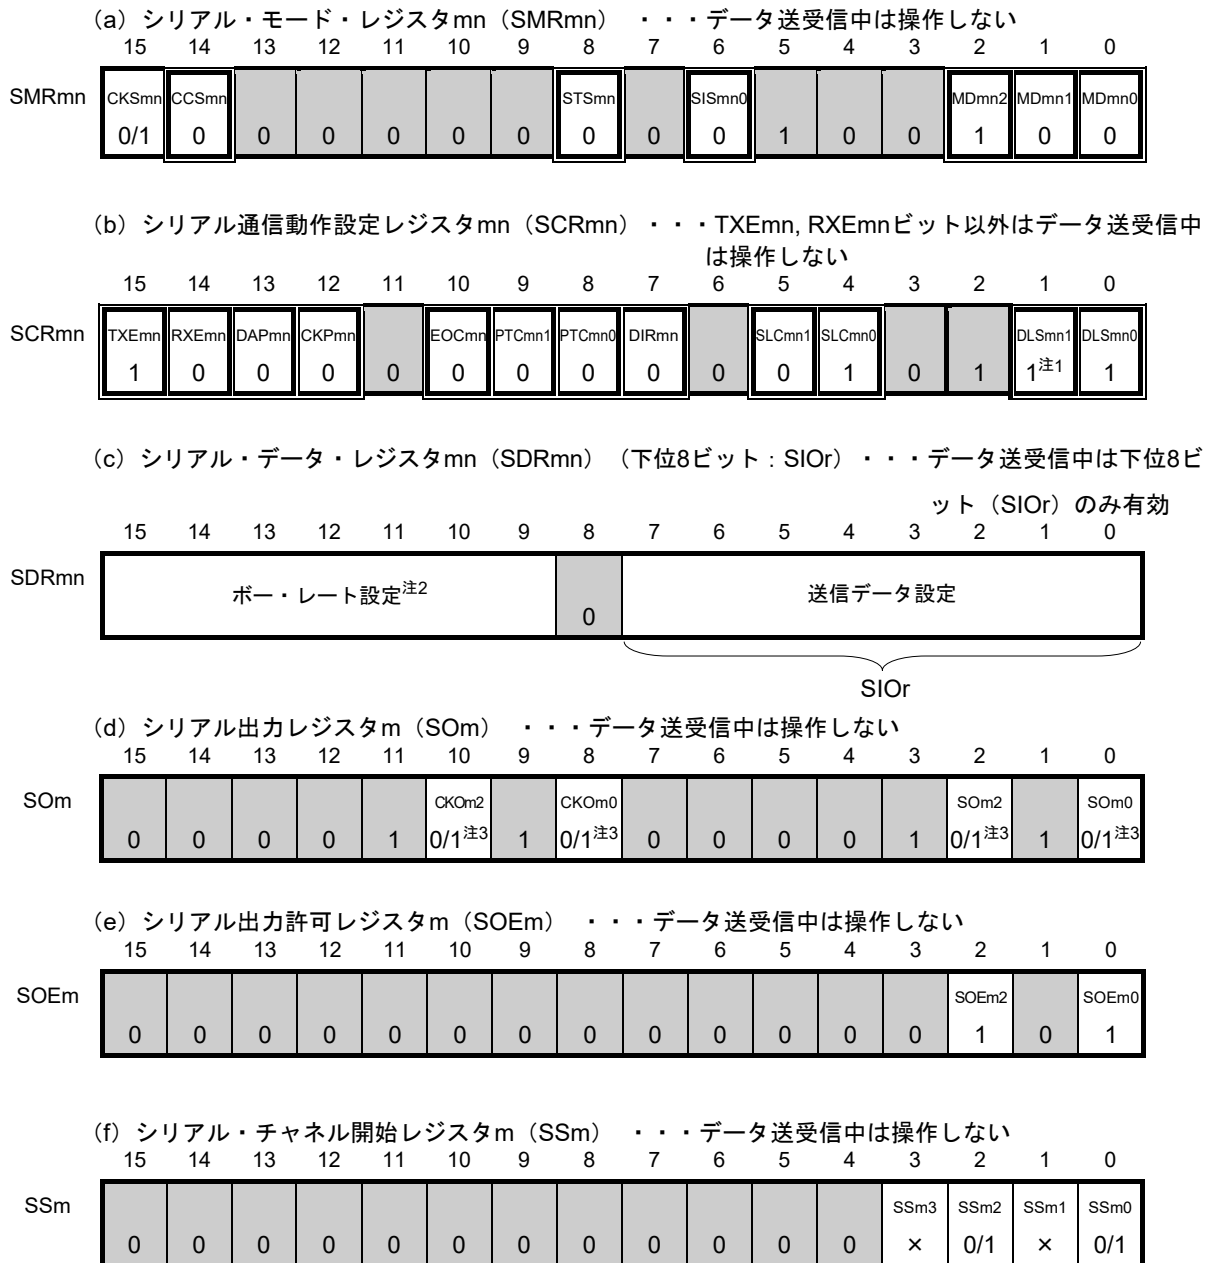 (a) シリアル・モード・レジスタmn（SMRmn） ・・・データ送受信中は操作しない
15 14 13 12 11 10 9 8 7 6 5 4 3 2 1 0
SMRmn CKSmn CCSmn STSmn SISmn0 MDmn2 MDmn1 MDmn0
0/1 0 0 0 0 0 0 0 0 0 1 0 0 1 0 0
(b) シリアル通信動作設定レジスタmn（SCRmn）・・・TXEmn, RXEmnビット以外はデータ送受信中
は操作しない
15 14 13 12 11 10 9 8 7 6 5 4 3 2 1 0
SCRmn TXEmn RXEmn DAPmn CKPmn EOCmn PTCmn1 PTCmn0 DIRmn SLCmn1 SLCmn0 DLSmn1 DLSmn0
1 0 0 0 0 0 0 0 0 0 0 1 0 1 1注1 1
(c) シリアル・データ・レジスタmn（SDRmn）（下位8ビット：SIOr）・・・データ送受信中は下位8ビ
ット（SIOr）のみ有効
15 14 13 12 11 10 9 8 7 6 5 4 3 2 1 0
SDRmn ボー・レート設定注2 0 送信データ設定
SIOr
(d) シリアル出力レジスタm（SOm） ・・・データ送受信中は操作しない
15 14 13 12 11 10 9 8 7 6 5 4 3 2 1 0
SOm CKOm2 CKOm0 SOm2 SOm0
0 0 0 0 1 0/1注3 1 0/1注3 0 0 0 0 1 0/1注3 1 0/1注3
(e) シリアル出力許可レジスタm（SOEm） ・・・データ送受信中は操作しない
15 14 13 12 11 10 9 8 7 6 5 4 3 2 1 0
SOEm SOEm2 SOEm0
0 0 0 0 0 0 0 0 0 0 0 0 0 1 0 1
(f) シリアル・チャネル開始レジスタm（SSm） ・・・データ送受信中は操作しない
15 14 13 12 11 10 9 8 7 6 5 4 3 2 1 0
SSm SSm3 SSm2 SSm1 SSm0
0 0 0 0 0 0 0 0 0 0 0 0 × 0/1 × 0/1